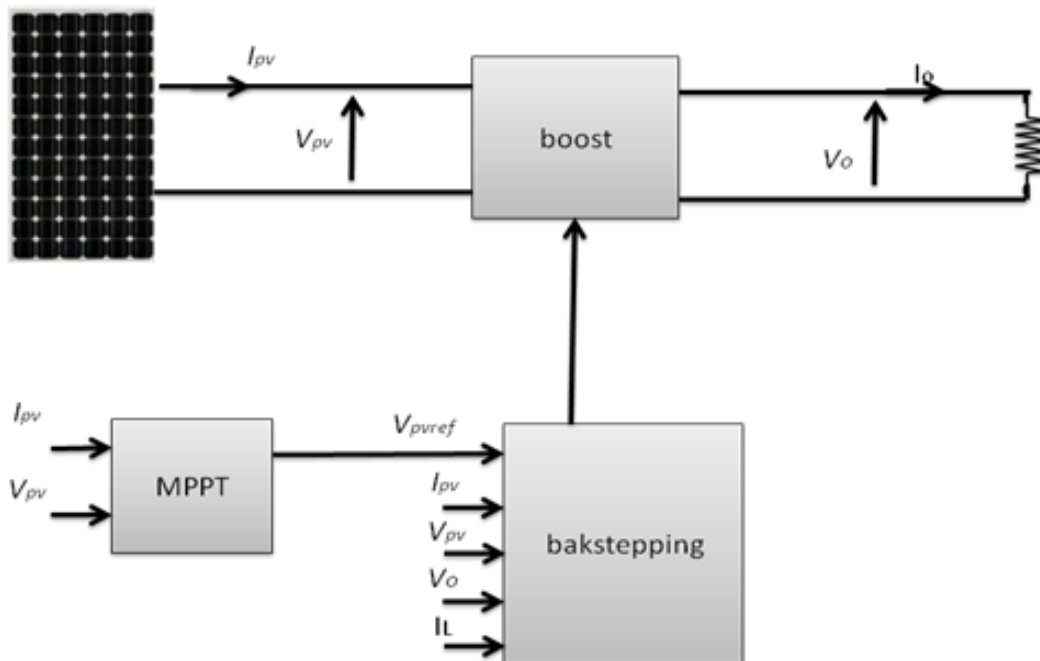 Ipv
Vpv
boost
Io
Vo
Ipv
Vpv
MPPT
Vpvref
Ipv
Vpv
Vo
IL
bakstepping